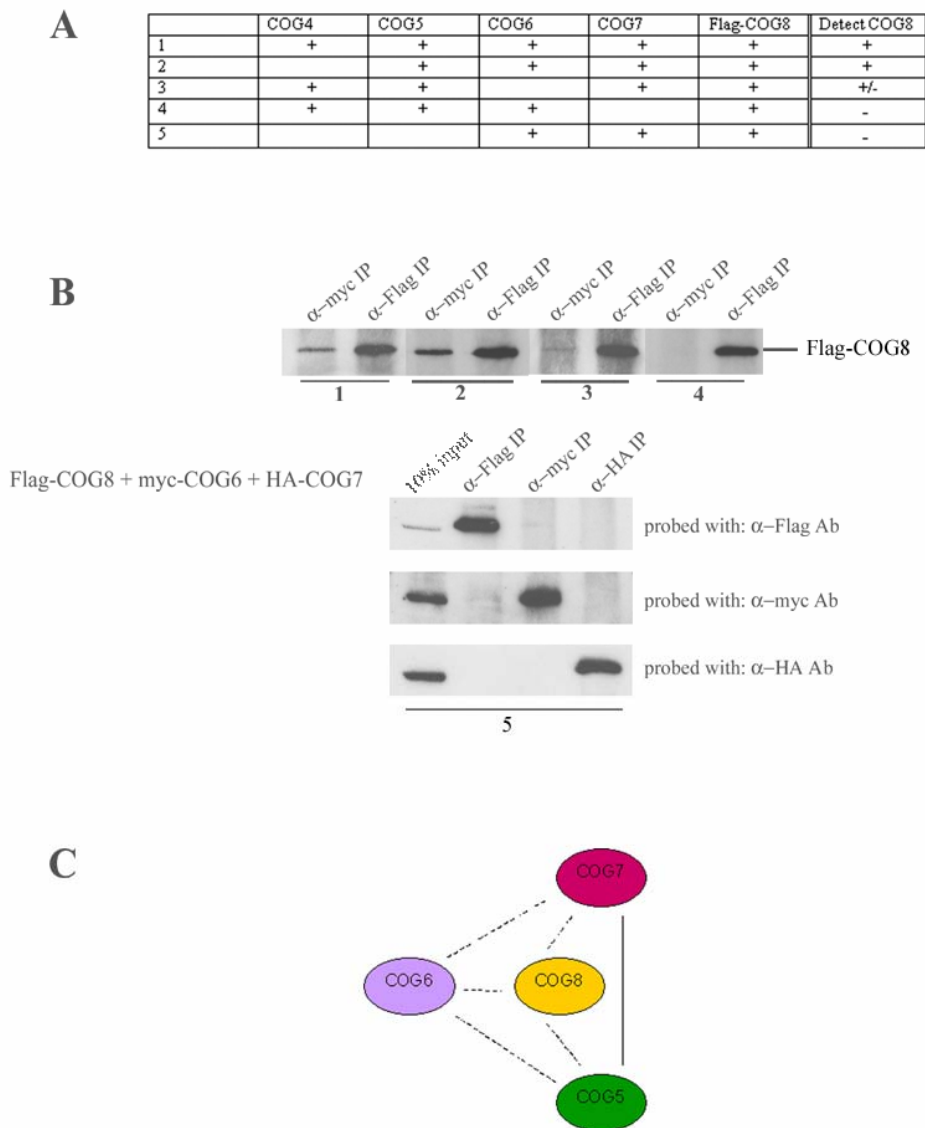 A
COG4 COG5 COG6 COG7 Flag-COG8 Detect COG8
1 + + + + + +
2 + + + + +
3 + + + + +/-
4 + + + + -
5 + + + -
B
α-myc IP α-Flag IP α-myc IP α-Flag IP α-myc IP α-Flag IP α-myc IP α-Flag IP
Flag-COG8
1 2 3 4
10% input α-Flag IP α-myc IP α-HA IP
Flag-COG8 + myc-COG6 + HA-COG7
probed with: α-Flag Ab
probed with: α-myc Ab
probed with: α-HA Ab
5
C
COG7
COG6 COG8
COG5